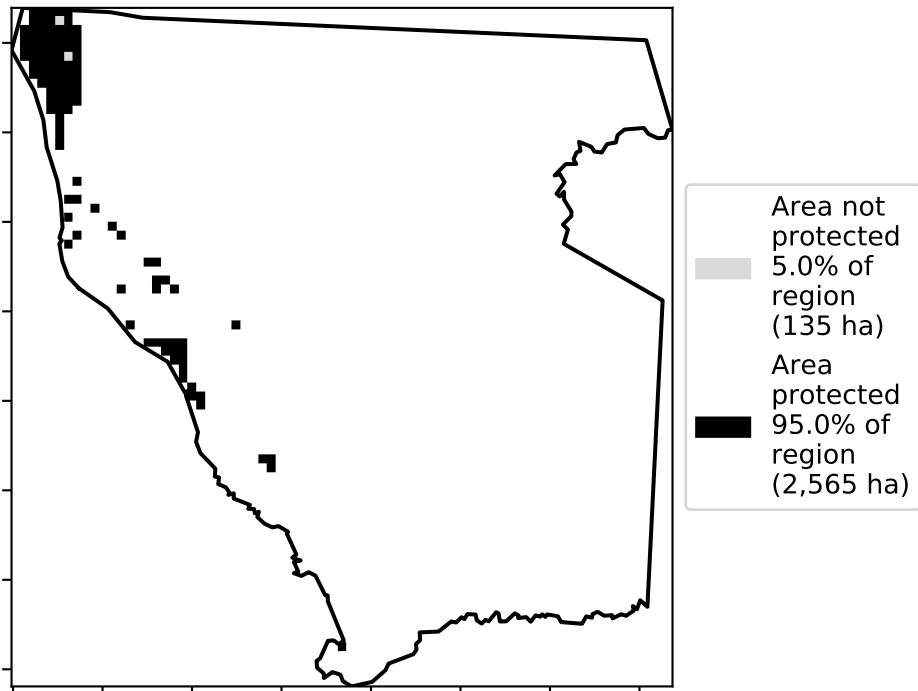 Area not
protected
5.0% of
region
(135 ha)
Area
protected
95.0% of
region
(2,565 ha)